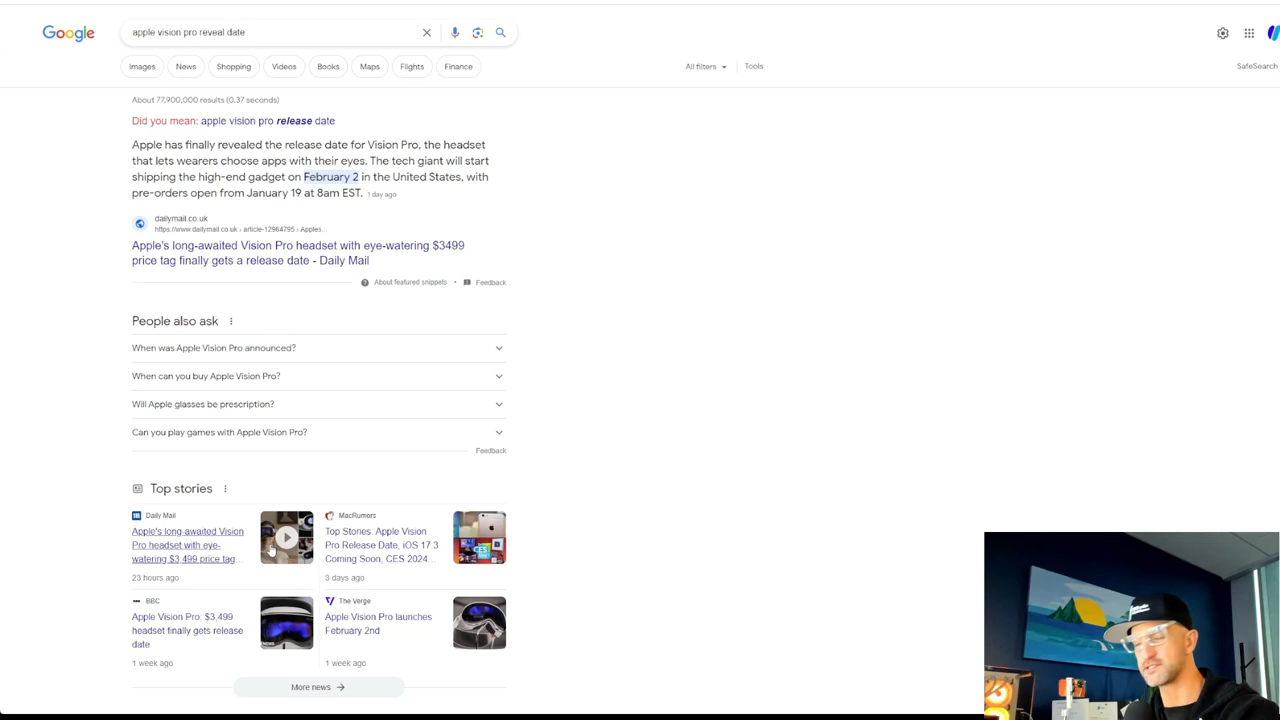 Google
apple vision pro reveal date
Images
News
Shopping
Videos
Books
Maps
Flights
Finance
All filters
Tools
SafeSearch
About 77,900,000 results (0.37 seconds)
Did you mean: apple vision pro release date
Apple has finally revealed the release date for Vision Pro, the headset
that lets wearers choose apps with their eyes. The tech giant will start
shipping the high-end gadget on February 2 in the United States, with
pre-orders open from January 19 at 8am EST. 1 day ago
dailymail.co.uk
https://www.dailymail.co.uk › article-12964795 › Apples...
Apple's long-awaited Vision Pro headset with eye-watering $3499
price tag finally gets a release date - Daily Mail
About featured snippets • Feedback
People also ask
When was Apple Vision Pro announced?
When can you buy Apple Vision Pro?
Will Apple glasses be prescription?
Can you play games with Apple Vision Pro?
Feedback
Top stories
Daily Mail
Apple's long-awaited Vision
Pro headset with eye-
watering $3,499 price tag...
23 hours ago
MacRumors
Top Stories: Apple Vision
Pro Release Date, iOS 17.3
Coming Soon, CES 2024...
CES
3 days ago
BBC
Apple Vision Pro: $3,499
headset finally gets release
date
1 week ago
The Verge
Apple Vision Pro launches
February 2nd
1 week ago
More news